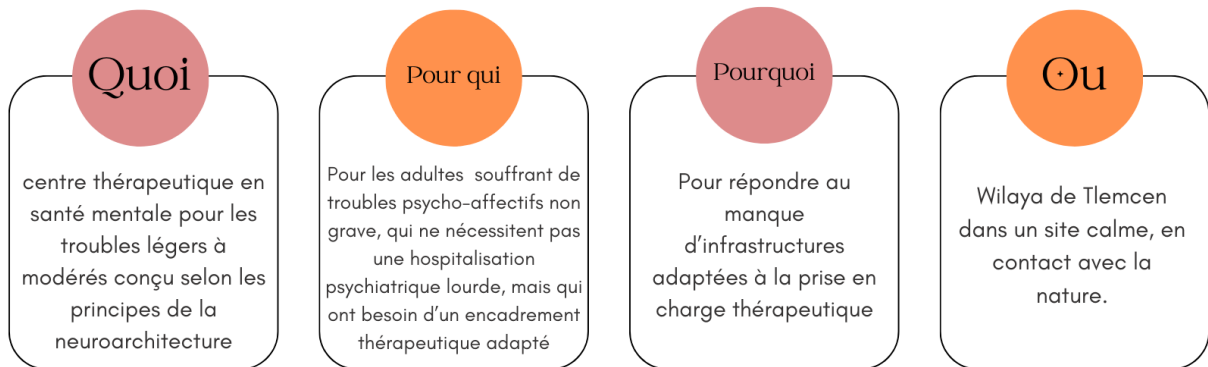 Quoi
centre thérapeutique en
santé mentale pour les
troubles légers à
modérés conçu selon les
principes de la
neuroarchitecture
Pour qui
Pour les adultes souffrant de
troubles psycho-affectifs non
grave, qui ne nécessitent pas
une hospitalisation
psychiatrique lourde, mais qui
ont besoin d'un encadrement
thérapeutique adapté
Pourquoi
Pour répondre au
manque
d'infrastructures
adaptées à la prise en
charge thérapeutique
Ou
Wilaya de Tlemcen
dans un site calme, en
contact avec la
nature.